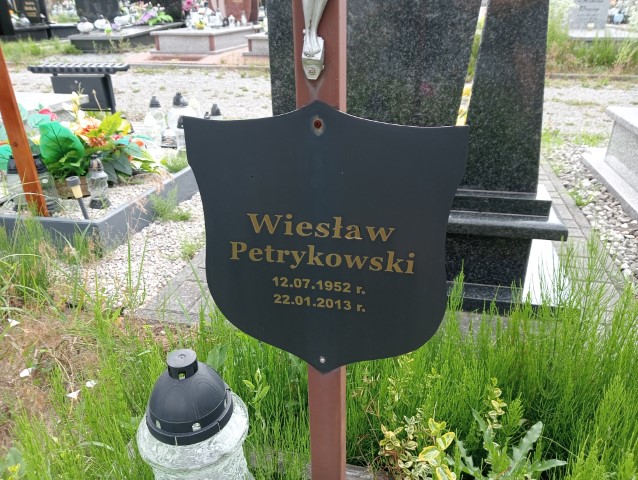 Wiesław
Petrykowski
12.07.1952 r.
22.01.2013 r.